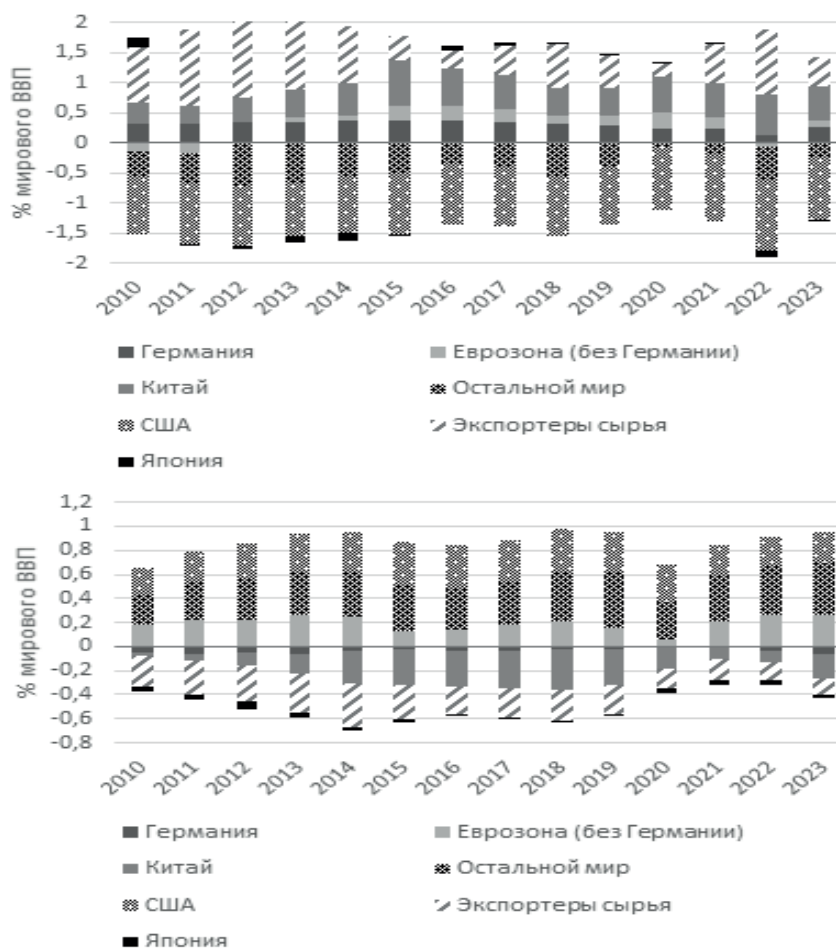 2
1,5
1
0,5
0
-0,5
-1
-1,5
-2
% мирового ВВП
2010 2011 2012 2013 2014 2015 2016 2017 2018 2019 2020 2021 2022 2023
Германия Еврозона (без Германии)
Китай Остальной мир
США Экспортеры сырья
Япония
1,2
1
0,8
0,6
0,4
0,2
0
-0,2
-0,4
-0,6
-0,8
% мирового ВВП
2010 2011 2012 2013 2014 2015 2016 2017 2018 2019 2020 2021 2022 2023
Германия Еврозона (без Германии)
Китай Остальной мир
США Экспортеры сырья
Япония